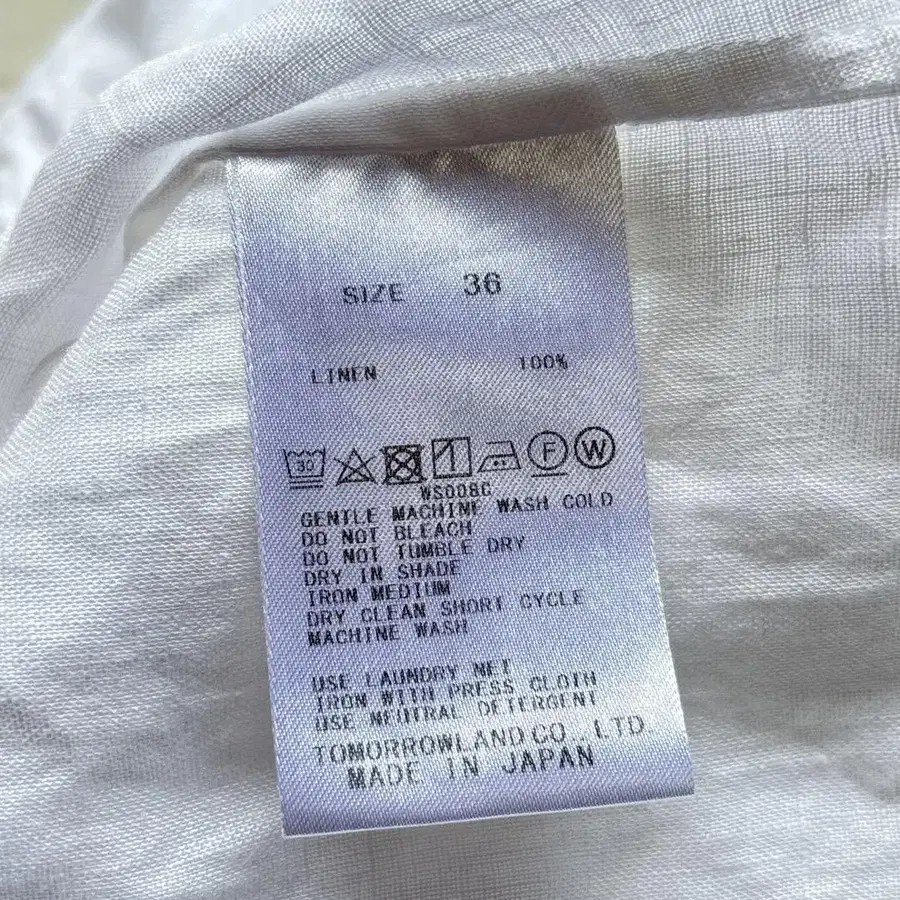 SIZE 36
LINEN 100%
30 F W
WS008C
GENTLE MACHINE WASH COLD
DO NOT BLEACH
DO NOT TUMBLE DRY
DRY IN SHADE
IRON MEDIUM
DRY CLEAN SHORT CYCLE
MACHINE WASH
USE LAUNDRY NET
IRON WITH PRESS CLOTH
USE NEUTRAL DETERGENT
TOMORROWLAND CO., LTD.
MADE IN JAPAN